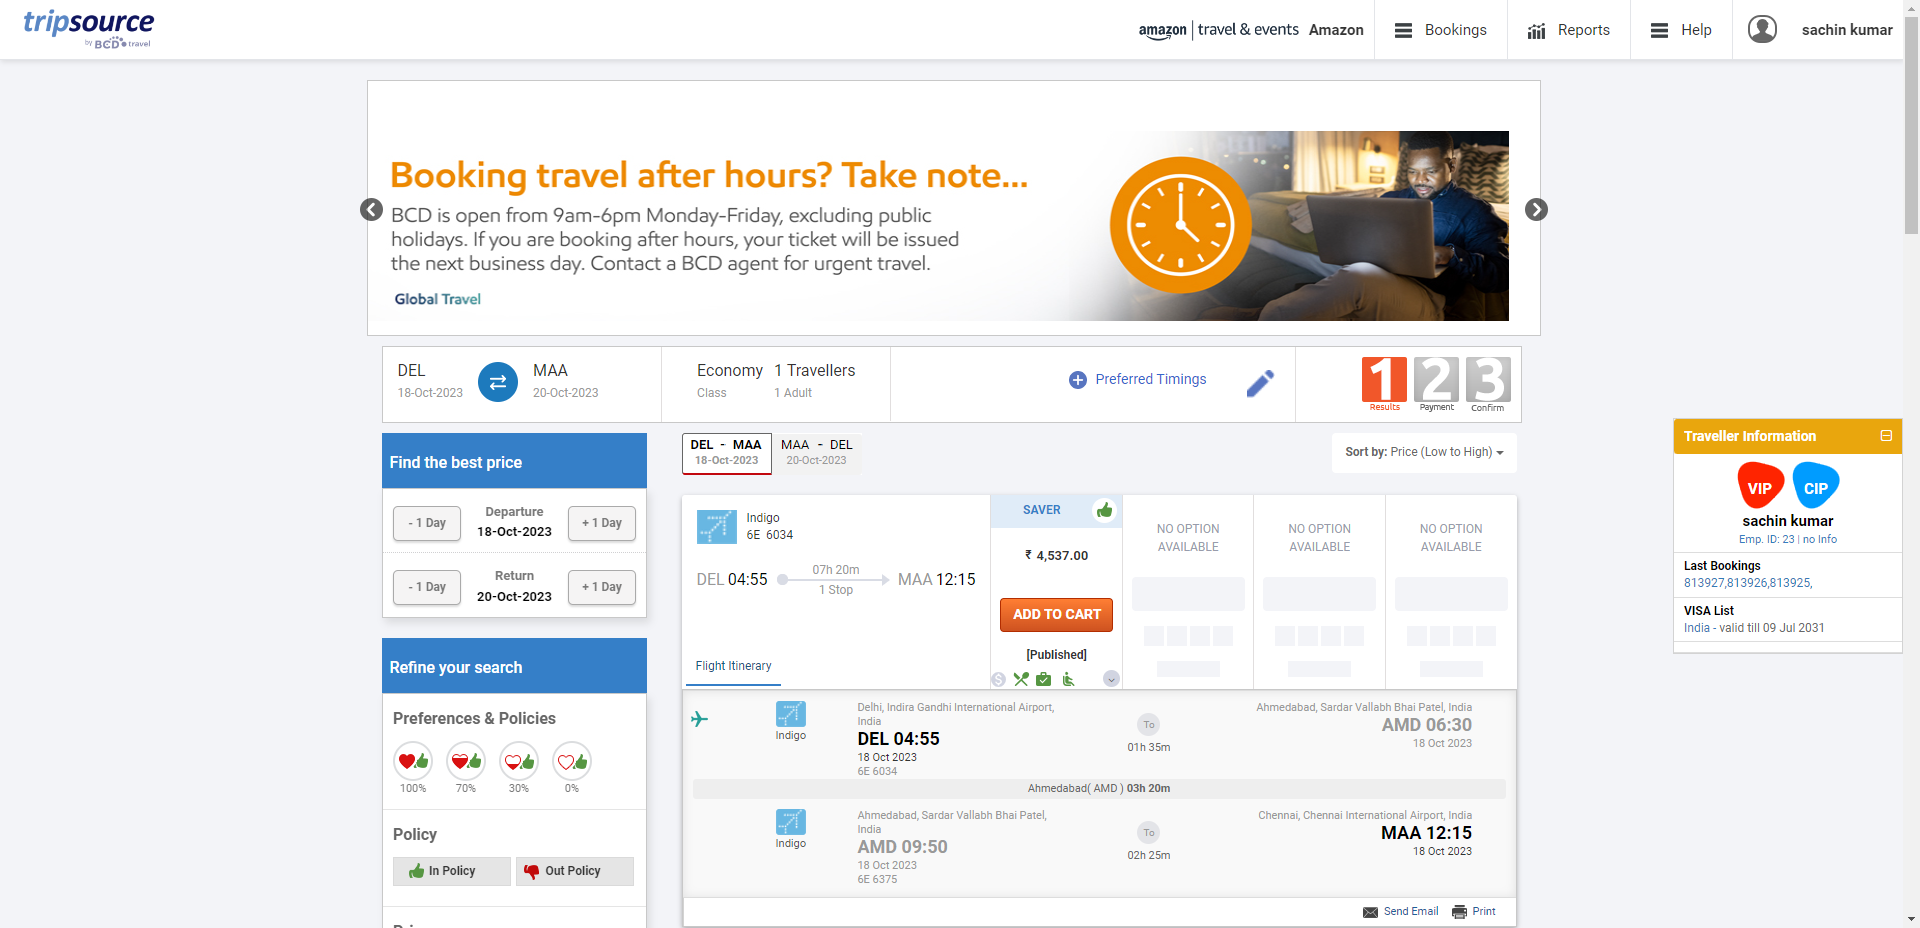 tripsource
by BCD travel
amazon | travel & events Amazon
Bookings
Reports
Help
sachin kumar
Booking travel after hours? Take note...
BCD is open from 9am-6pm Monday-Friday, excluding public
holidays. If you are booking after hours, your ticket will be issued
the next business day. Contact a BCD agent for urgent travel.
Global Travel
DEL
18-Oct-2023
MAA
20-Oct-2023
Economy
Class
1 Travellers
1 Adult
Preferred Timings
1 2 3
Results Payment Confirm
Find the best price
- 1 Day
Departure
18-Oct-2023
+ 1 Day
- 1 Day
Return
20-Oct-2023
+ 1 Day
Refine your search
Preferences & Policies
100% 70% 30% 0%
Policy
In Policy
Out Policy
DEL - MAA
18-Oct-2023
MAA - DEL
20-Oct-2023
Sort by: Price (Low to High)
Indigo
6E 6034
DEL 04:55
07h 20m
1 Stop
MAA 12:15
Flight Itinerary
SAVER
₹ 4,537.00
ADD TO CART
[Published]
NO OPTION
AVAILABLE
NO OPTION
AVAILABLE
NO OPTION
AVAILABLE
Indigo
Delhi, Indira Gandhi International Airport,
India
DEL 04:55
18 Oct 2023
6E 6034
To
01h 35m
Ahmedabad, Sardar Vallabh Bhai Patel, India
AMD 06:30
18 Oct 2023
Ahmedabad( AMD ) 03h 20m
Indigo
Ahmedabad, Sardar Vallabh Bhai Patel,
India
AMD 09:50
18 Oct 2023
6E 6375
To
02h 25m
Chennai, Chennai International Airport, India
MAA 12:15
18 Oct 2023
Send Email
Print
Traveller Information
VIP
CIP
sachin kumar
Emp. ID: 23 | no Info
Last Bookings
813927,813926,813925,
VISA List
India - valid till 09 Jul 2031